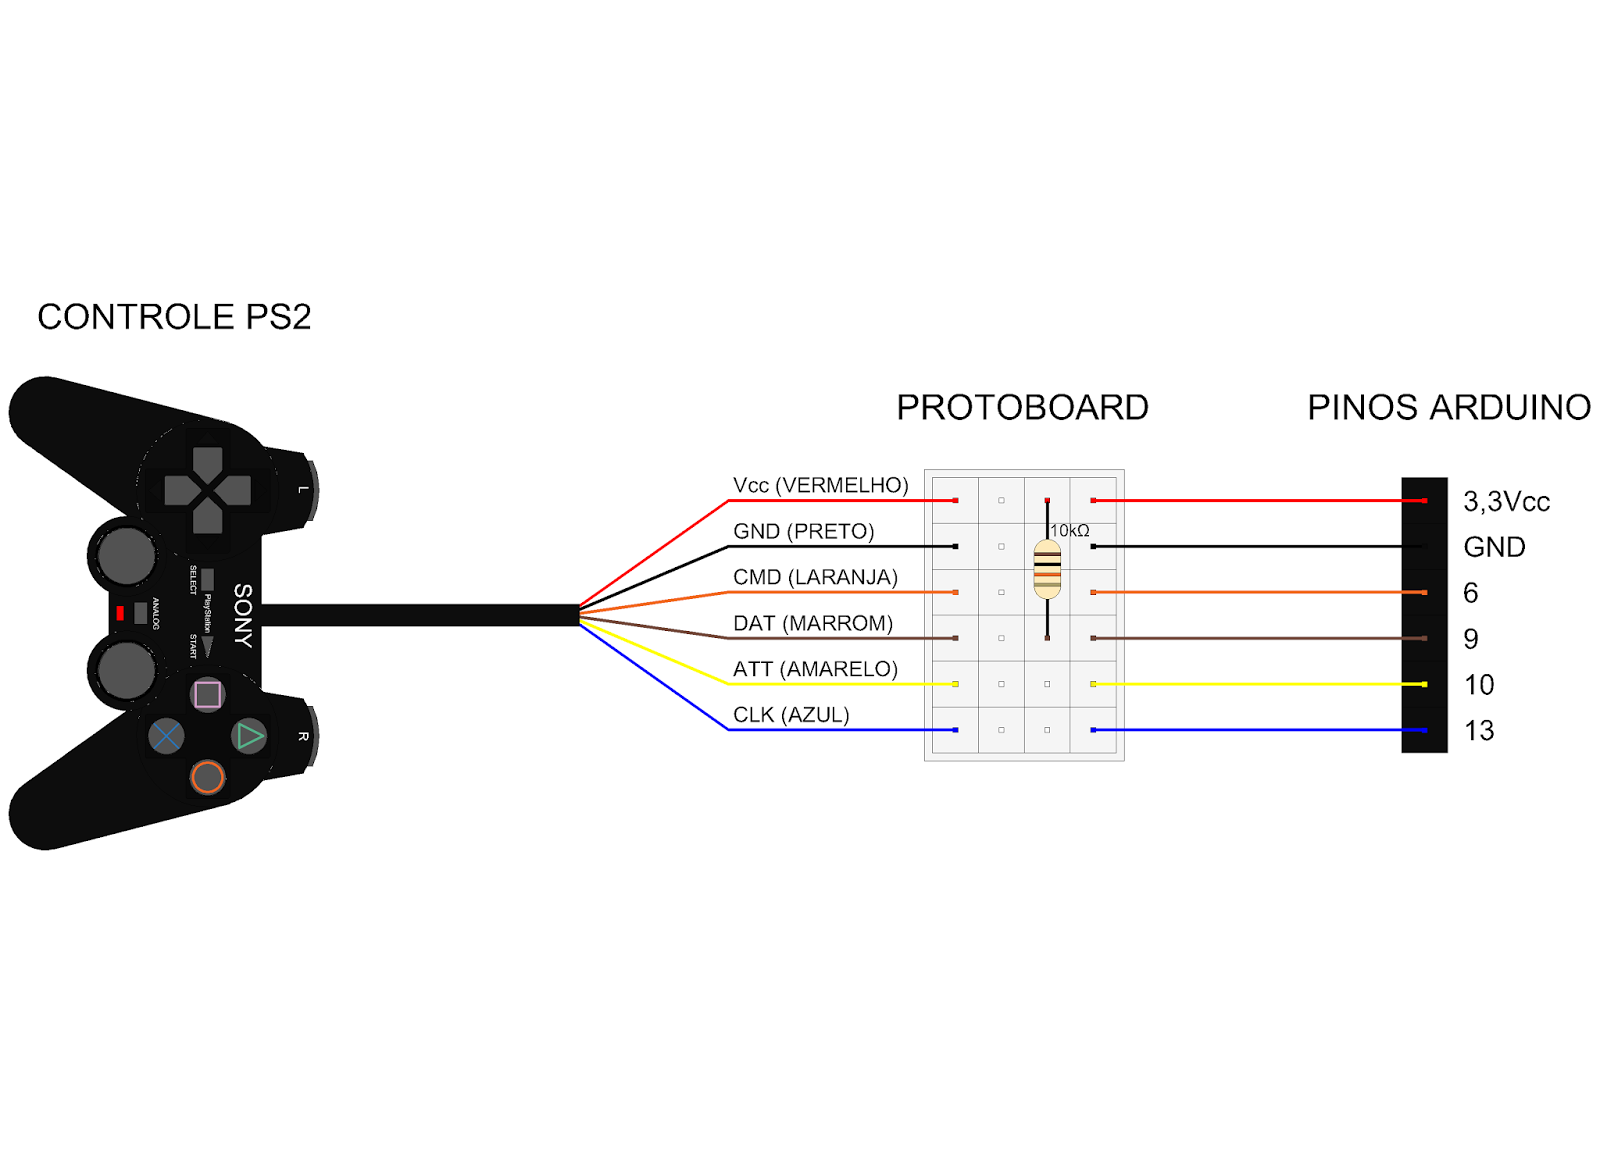 CONTROLE PS2
PROTOBOARD
PINOS ARDUINO
Vcc (VERMELHO)
GND (PRETO)
CMD (LARANJA)
DAT (MARROM)
ATT (AMARELO)
CLK (AZUL)
10kΩ
3,3Vcc
GND
6
9
10
13
L
SELECT
PlayStation
SONY
ANALOG
START
R